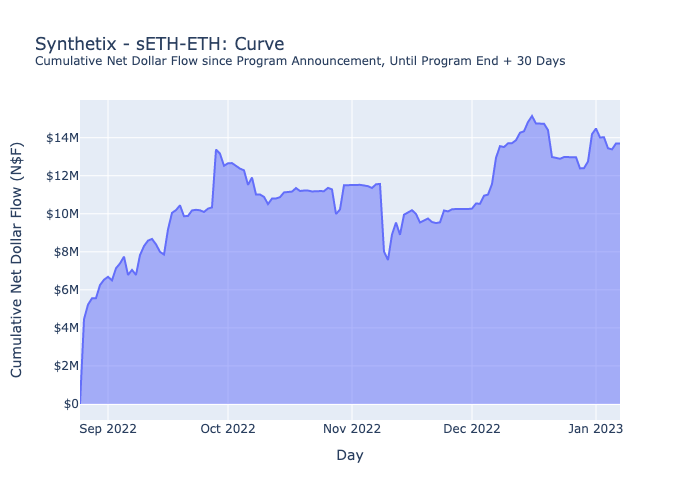 Synthetix - sETH-ETH: Curve
Cumulative Net Dollar Flow since Program Announcement, Until Program End + 30 Days
Cumulative Net Dollar Flow (N$F)
$14M
$12M
$10M
$8M
$6M
$4M
$2M
$0
Sep 2022
Oct 2022
Nov 2022
Dec 2022
Jan 2023
Day